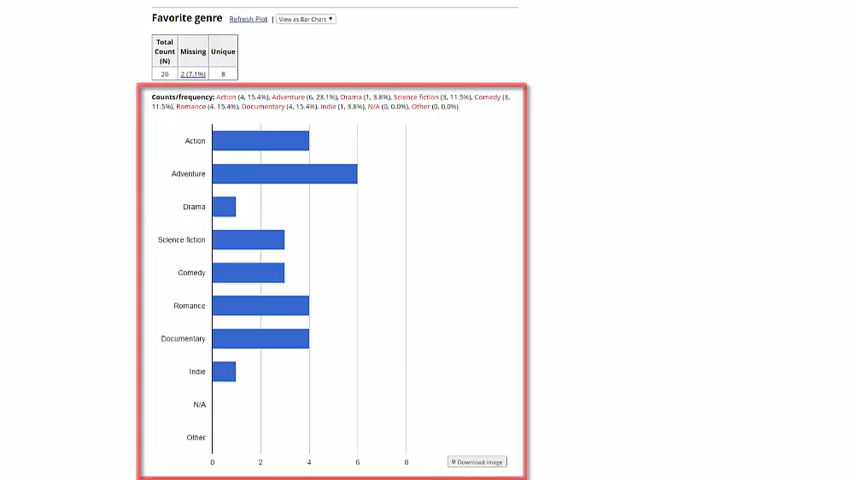 Favorite genre Refresh Plot | View as Bar Chart ▼
Total Count (N) Missing Unique
26 2 (7.1%) 8
Counts/frequency: Action (4, 15.4%), Adventure (6, 23.1%), Drama (1, 3.8%), Science fiction (3, 11.5%), Comedy (3,
11.5%), Romance (4, 15.4%), Documentary (4, 15.4%), Indie (1, 3.8%), N/A (0, 0.0%), Other (0, 0.0%)
Action
Adventure
Drama
Science fiction
Comedy
Romance
Documentary
Indie
N/A
Other
0 2 4 6 8
Download image